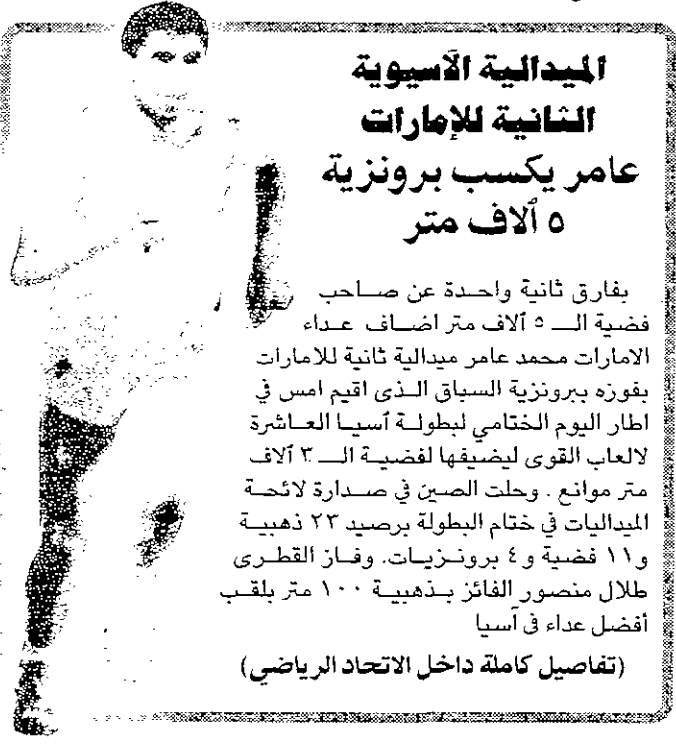 الميدالية الآسيوية
الثانية للإمارات
عامر يكسب برونزية
٥ آلاف متر
بفارق ثانية واحدة عن صاحب
فضية الـ ٥ آلاف متر اضاف عداء
الامارات محمد عامر ميدالية ثانية للامارات
بفوزه ببرونزية السباق الذى اقيم امس في
اطار اليوم الختامي لبطولة آسيا العاشرة
لالعاب القوى ليضيفها لفضية الـ ٣ آلاف
متر موانع . وحلت الصين في صدارة لائحة
الميداليات في ختام البطولة برصيد ٢٣ ذهبية
و١١ فضية و٤ برونزيات. وفاز القطرى
طلال منصور الفائز بذهبية ١٠٠ متر بلقب
أفضل عداء في آسيا
(تفاصيل كاملة داخل الاتحاد الرياضي)